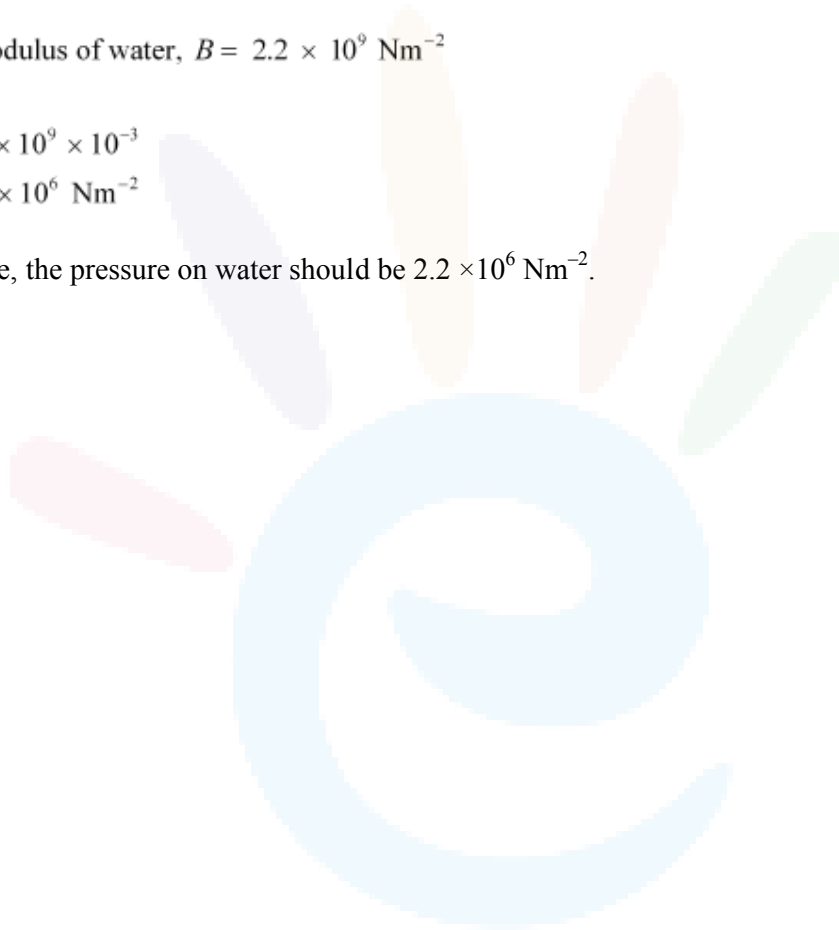 odulus of water, B = 2.2 × 10⁹ Nm⁻²
× 10⁹ × 10⁻³
× 10⁶ Nm⁻²
e, the pressure on water should be 2.2 ×10⁶ Nm⁻².